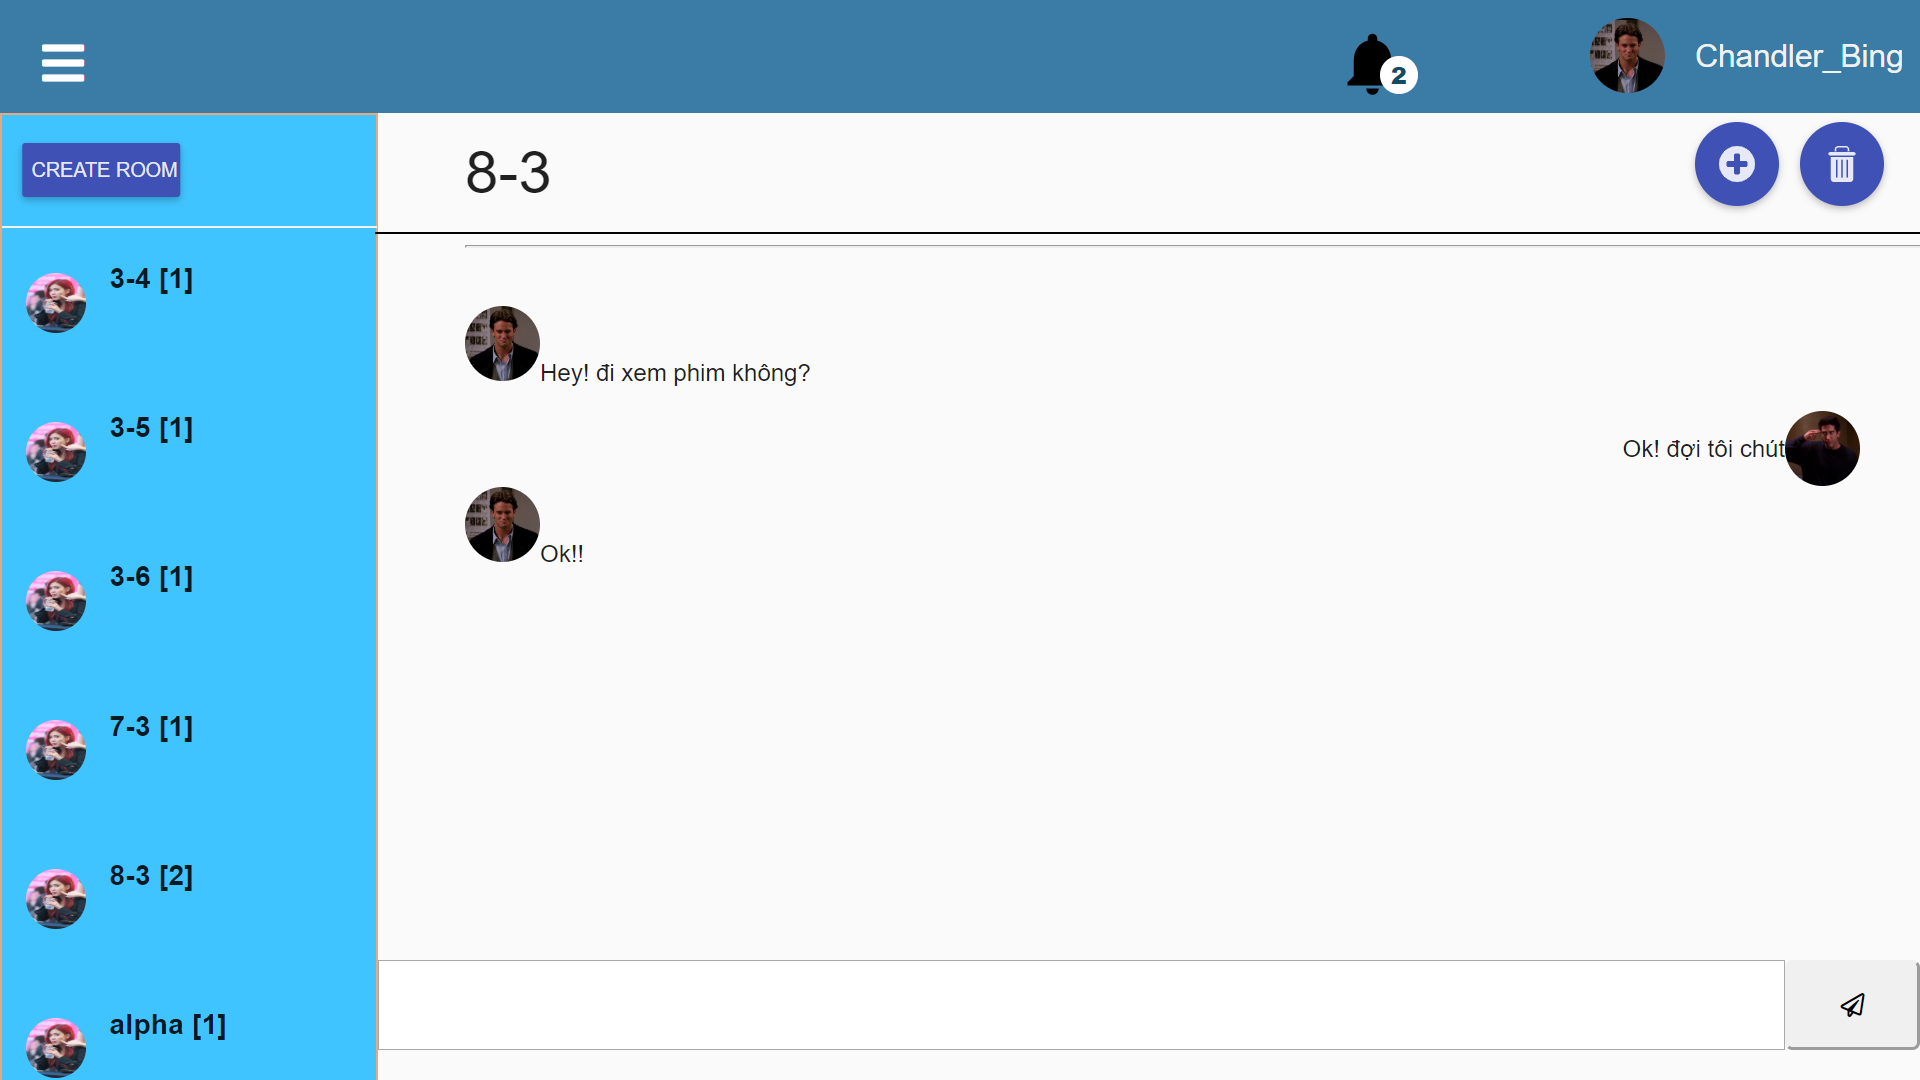 2
Chandler_Bing
CREATE ROOM
8-3
3-4 [1]
3-5 [1]
3-6 [1]
7-3 [1]
8-3 [2]
alpha [1]
Hey! đi xem phim không?
Ok! đợi tôi chút
Ok!!